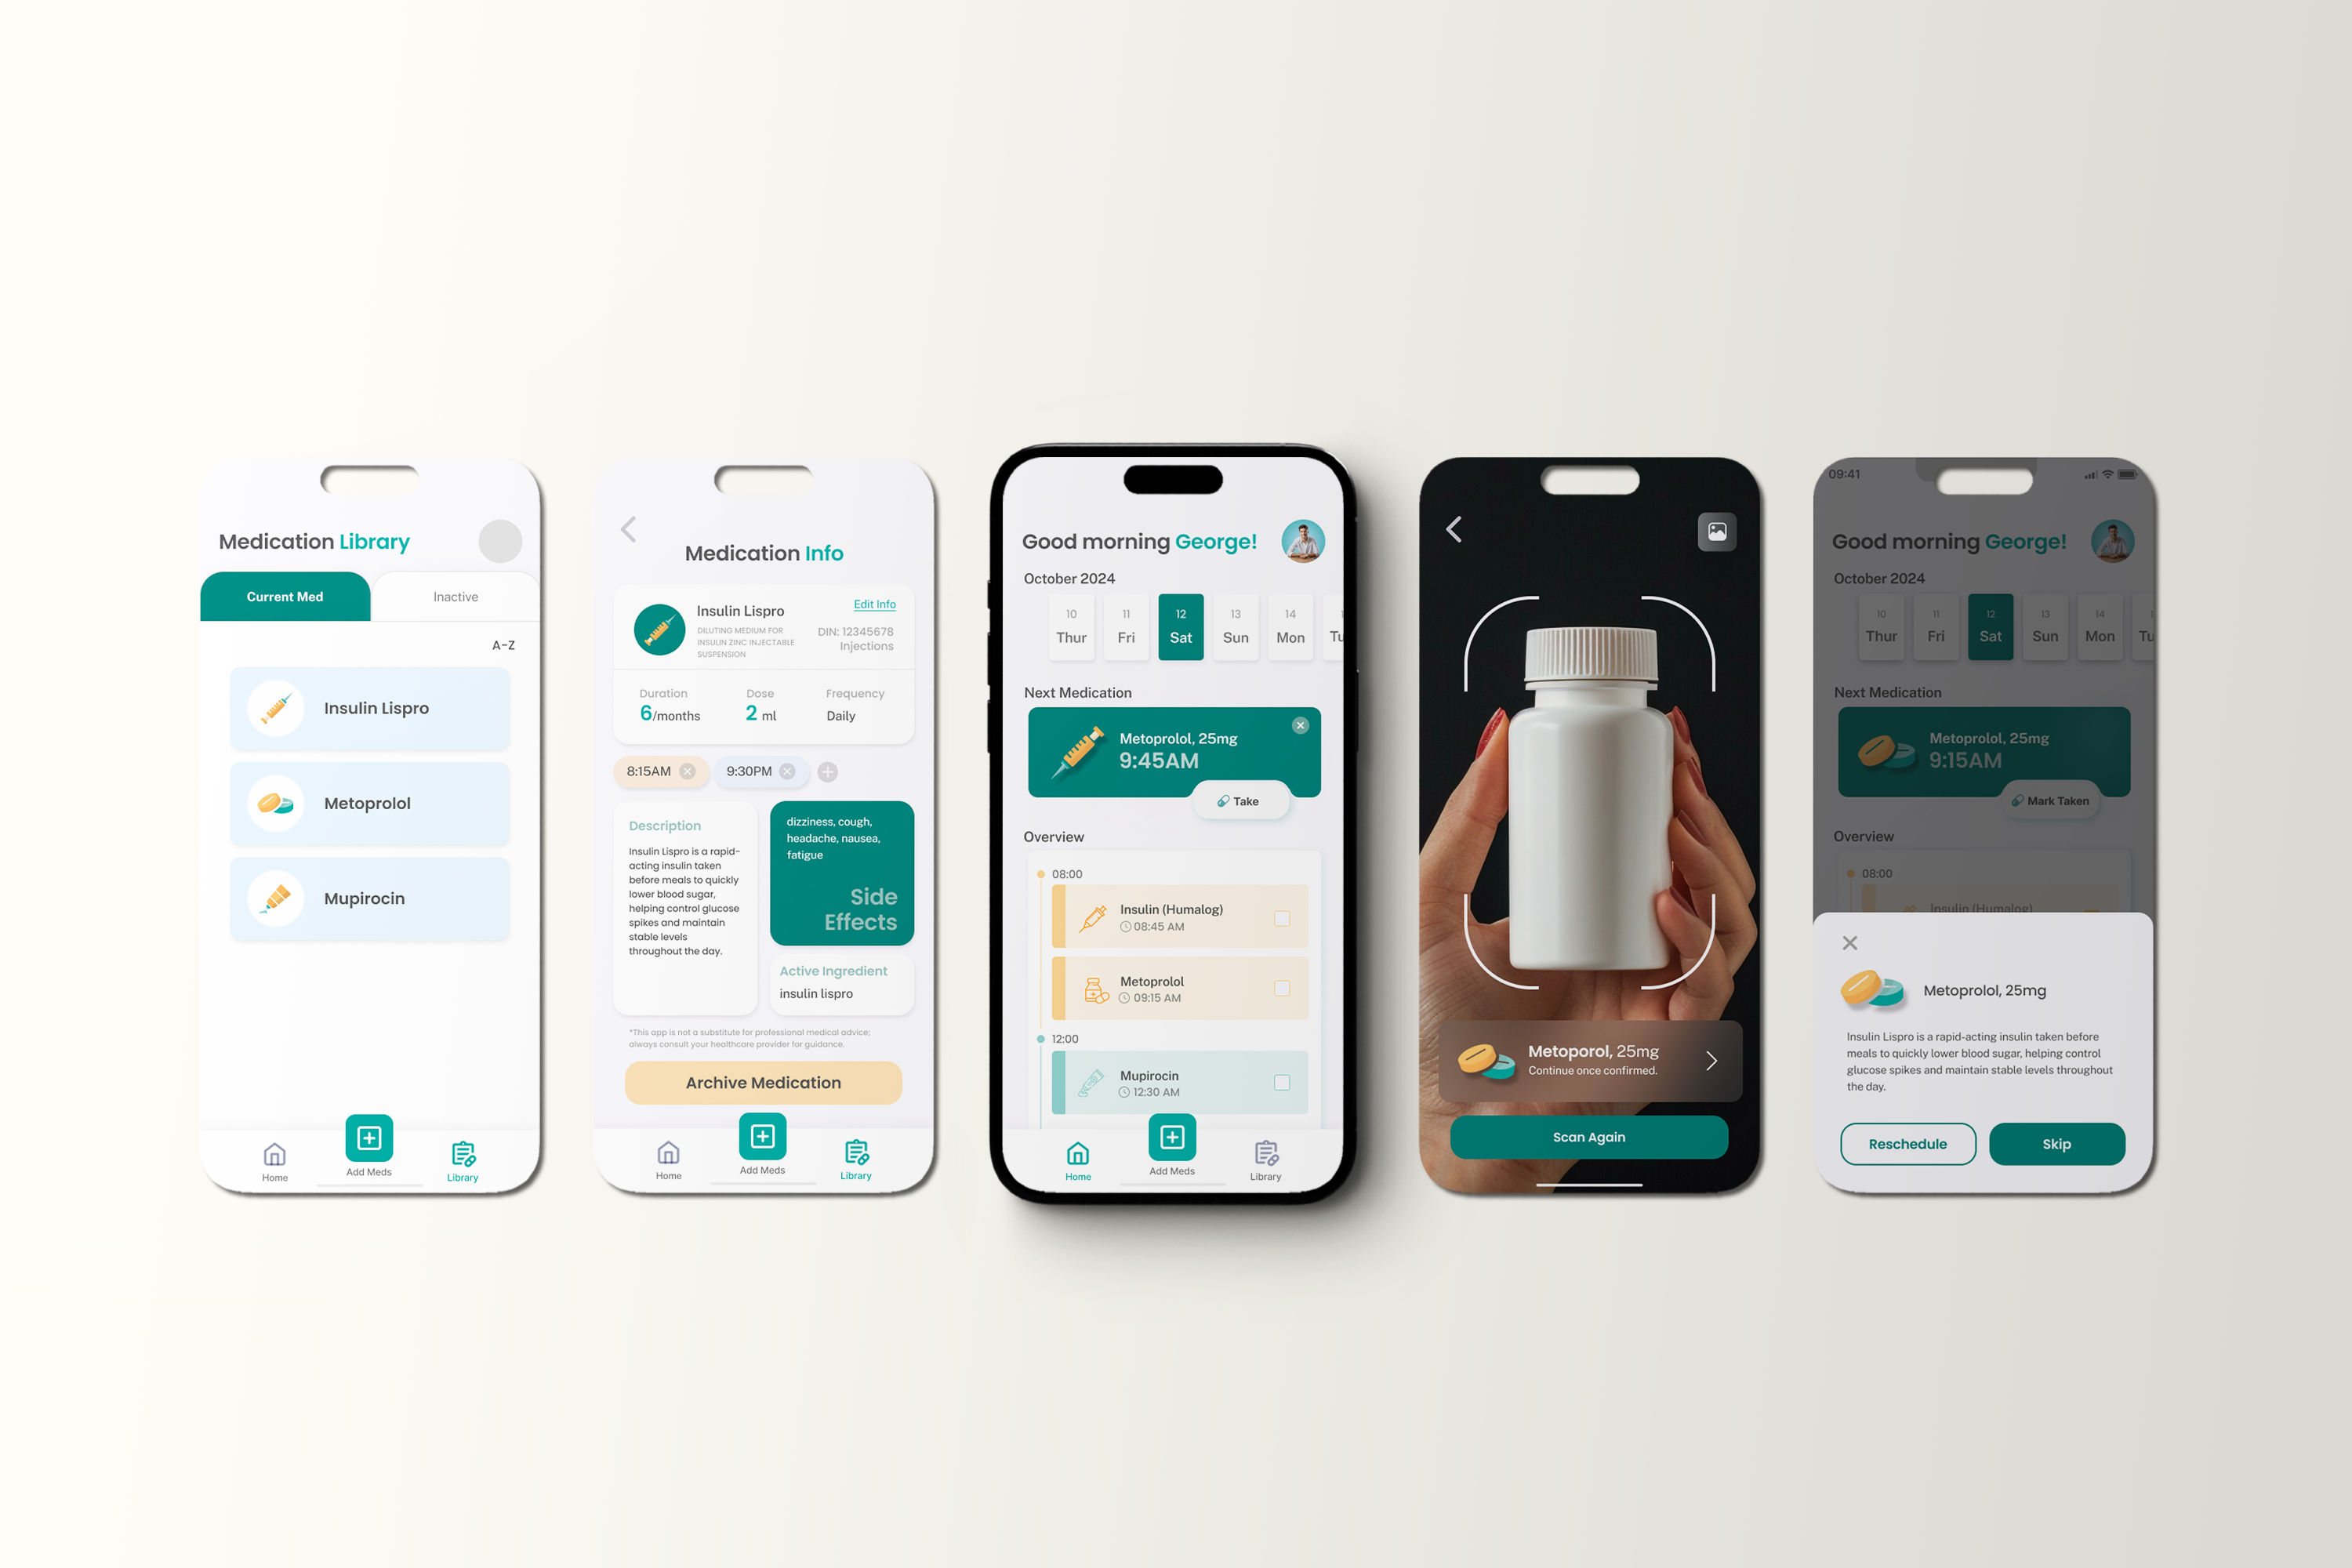 Medication Library
Current Med
Inactive
A-Z
Insulin Lispro
Metoprolol
Mupirocin
Home
Add Meds
Library
Medication Info
Insulin Lispro
Edit Info
DILUTING MEDIUM FOR
INSULIN ZINC INJECTABLE
SUSPENSION
DIN: 12345678
Injections
Duration
6/months
Dose
2 ml
Frequency
Daily
8:15AM
9:30PM
Description
Insulin Lispro is a rapid-
acting insulin taken
before meals to quickly
lower blood sugar,
helping control glucose
spikes and maintain
stable levels
throughout the day.
dizziness, cough,
headache, nausea,
fatigue
Side
Effects
Active Ingredient
insulin lispro
*This app is not a substitute for professional medical advice;
always consult your healthcare provider for guidance.
Archive Medication
Home
Add Meds
Library
Good morning George!
October 2024
10
Thur
11
Fri
12
Sat
13
Sun
14
Mon
1
Tu
Next Medication
Metoprolol, 25mg
9:45AM
Take
Overview
08:00
Insulin (Humalog)
08:45 AM
Metoprolol
09:15 AM
12:00
Mupirocin
12:30 AM
Home
Add Meds
Library
Metoporol, 25mg
Continue once confirmed.
Scan Again
09:41
Good morning George!
October 2024
10
Thur
11
Fri
12
Sat
13
Sun
14
Mon
1
Tu
Next Medication
Metoprolol, 25mg
9:15AM
Mark Taken
Overview
08:00
Insulin (Humalog)
Metoprolol, 25mg
Insulin Lispro is a rapid-acting insulin taken before
meals to quickly lower blood sugar, helping control
glucose spikes and maintain stable levels throughout
the day.
Reschedule
Skip